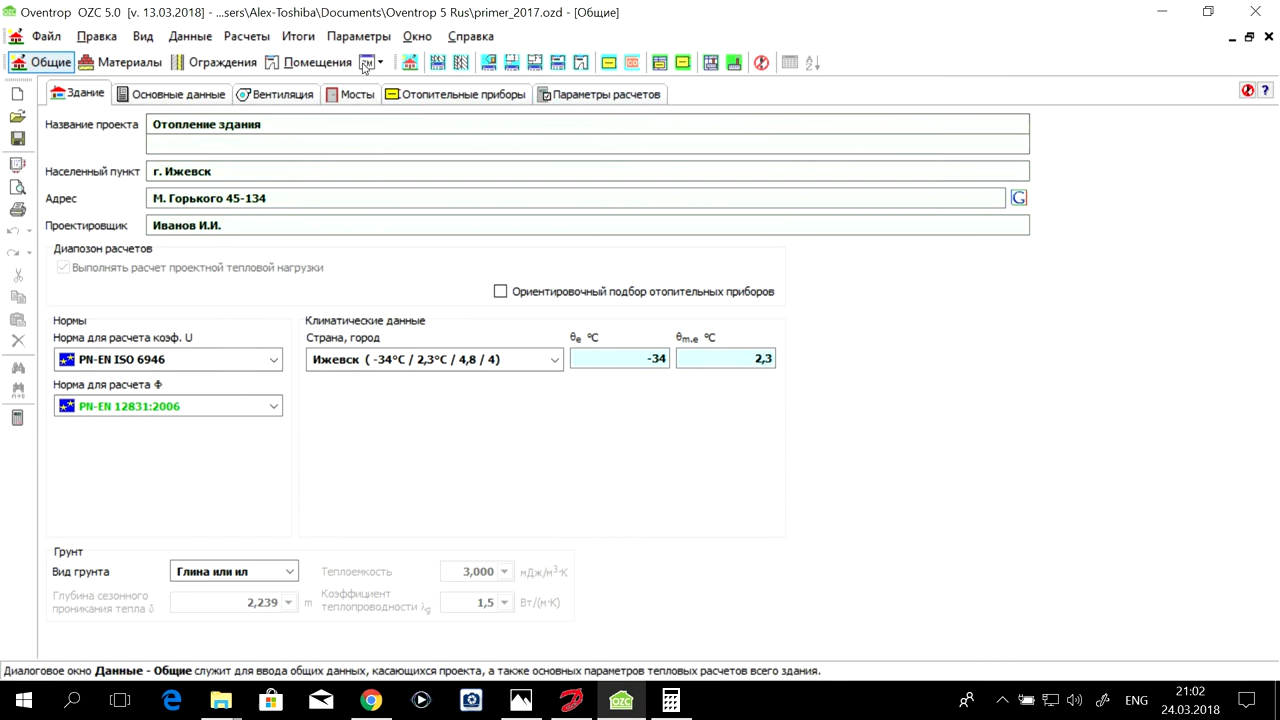 Oventrop OZC 5.0 [v. 13.03.2018] - ...sers\Alex-Toshiba\Documents\Oventrop 5 Rus\primer_2017.ozd - [Общие]
Файл Правка Вид Данные Расчеты Итоги Параметры Окно Справка
Общие Материалы Ограждения Помещения
Здание Основные данные Вентиляция Мосты Отопительные приборы Параметры расчетов
Название проекта Отопление здания
Населенный пункт г. Ижевск
Адрес М. Горького 45-134 G
Проектировщик Иванов И.И.
Диапозон расчетов
Выполнять расчет проектной тепловой нагрузки
Ориентировочный подбор отопительных приборов
Нормы
Норма для расчета коэф. U
PN-EN ISO 6946
Норма для расчета Φ
PN-EN 12831:2006
Климатические данные
Страна, город θe °C θm.e °C
Ижевск ( -34°C / 2,3°C / 4,8 / 4) -34 2,3
Грунт
Вид грунта Глина или ил Теплоемкость 3,000 мДж/м³·K
Глубина сезонного проникания тепла δ 2,239 m Коэффициент теплопроводности λg 1,5 Вт/(м·K)
Диалоговое окно Данные - Общие служит для ввода общих данных, касающихся проекта, а также основных параметров тепловых расчетов всего здания.
OZC ENG 21:02
24.03.2018